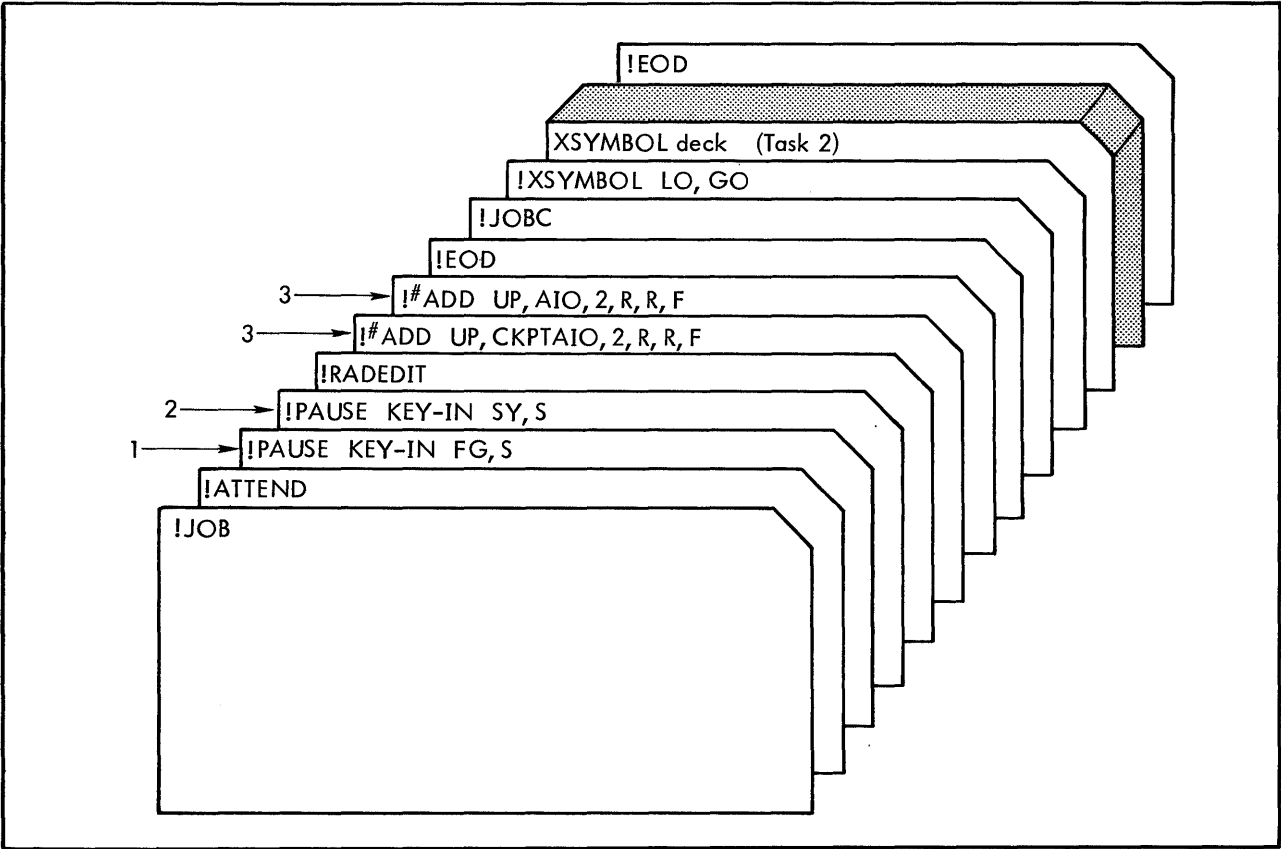 !EOD
XSYMBOL deck (Task 2)
!XSYMBOL LO, GO
!JOBC
!EOD
3 !#ADD UP, AIO, 2, R, R, F
3 !#ADD UP, CKPTAIO, 2, R, R, F
!RADEDIT
2 !PAUSE KEY-IN SY, S
1 !PAUSE KEY-IN FG, S
!ATTEND
!JOB